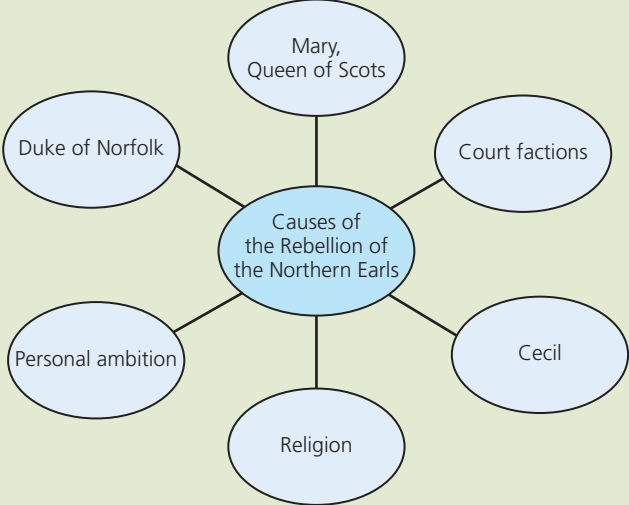 Mary,
Queen of Scots
Duke of Norfolk
Court factions
Causes of
the Rebellion of
the Northern Earls
Personal ambition
Cecil
Religion